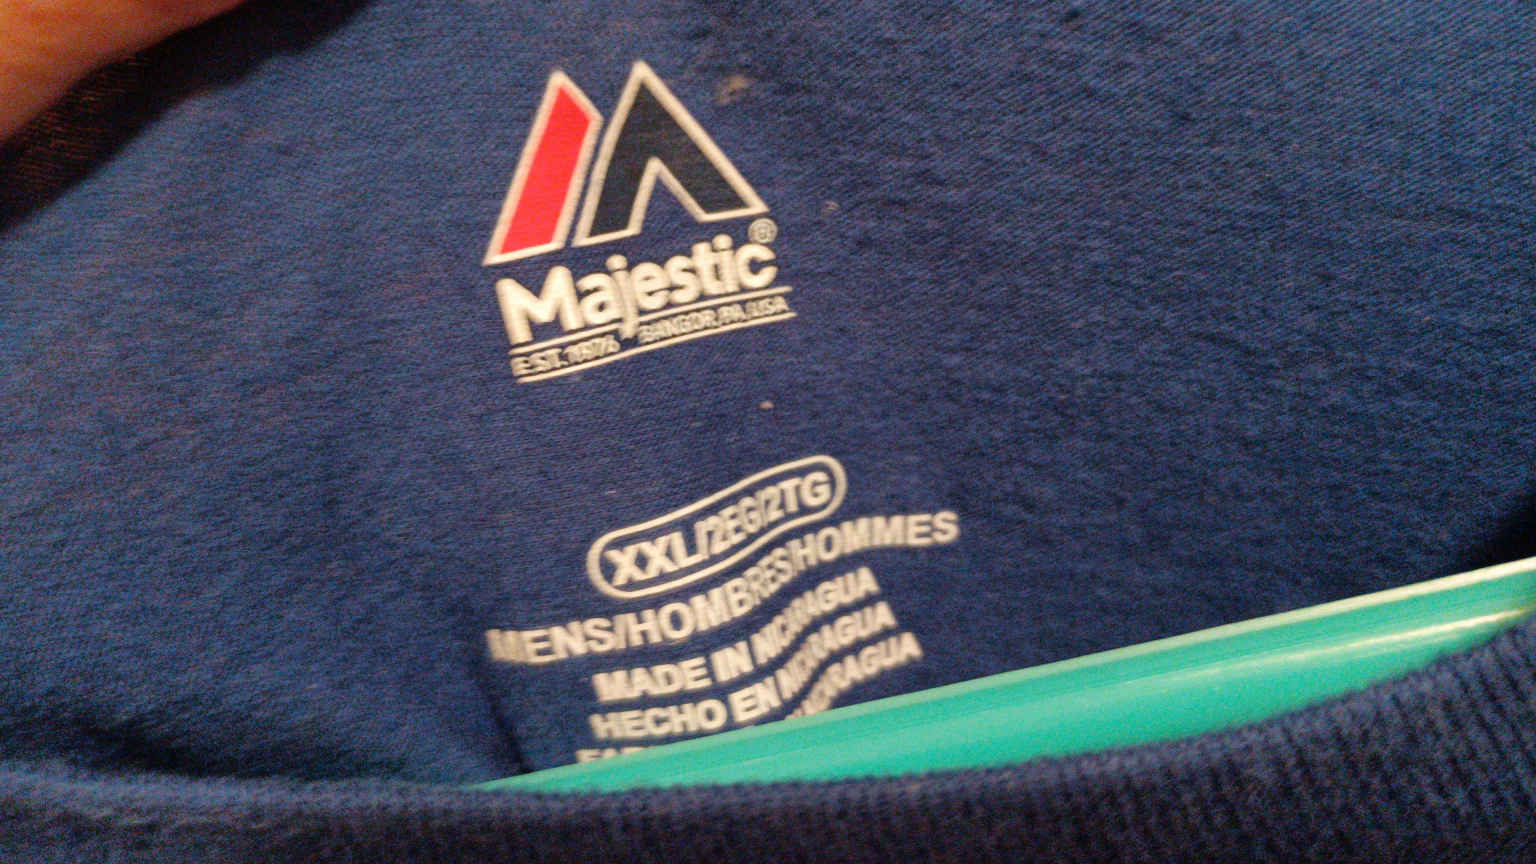 Majestic®
EST. 1976 BANGOR, PA, USA
XXL/2EG/2TG
MENS/HOMBRES/HOMMES
MADE IN NICARAGUA
HECHO EN NICARAGUA